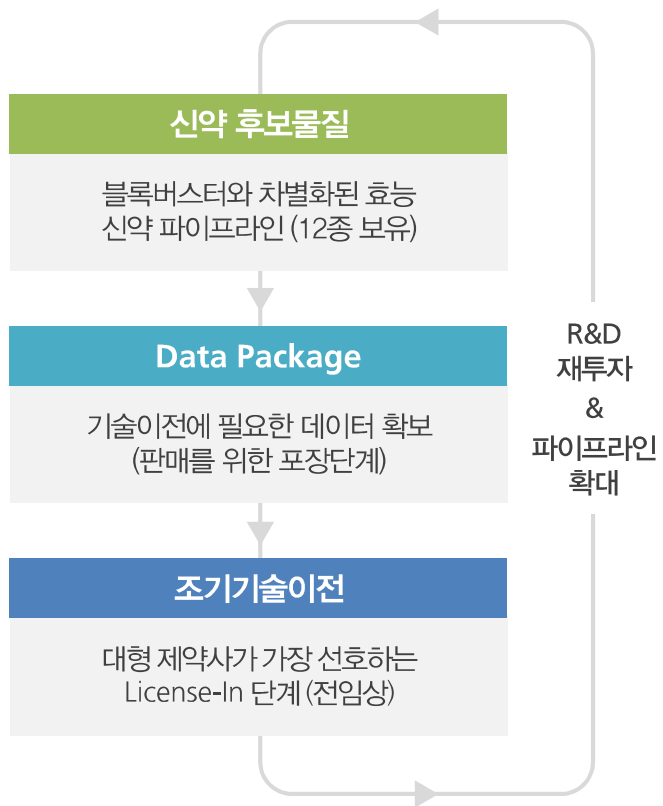 신약 후보물질
블록버스터와 차별화된 효능
신약 파이프라인 (12종 보유)
Data Package
기술이전에 필요한 데이터 확보
(판매를 위한 포장단계)
조기기술이전
대형 제약사가 가장 선호하는
License-In 단계 (전임상)
R&D
재투자
&
파이프라인
확대